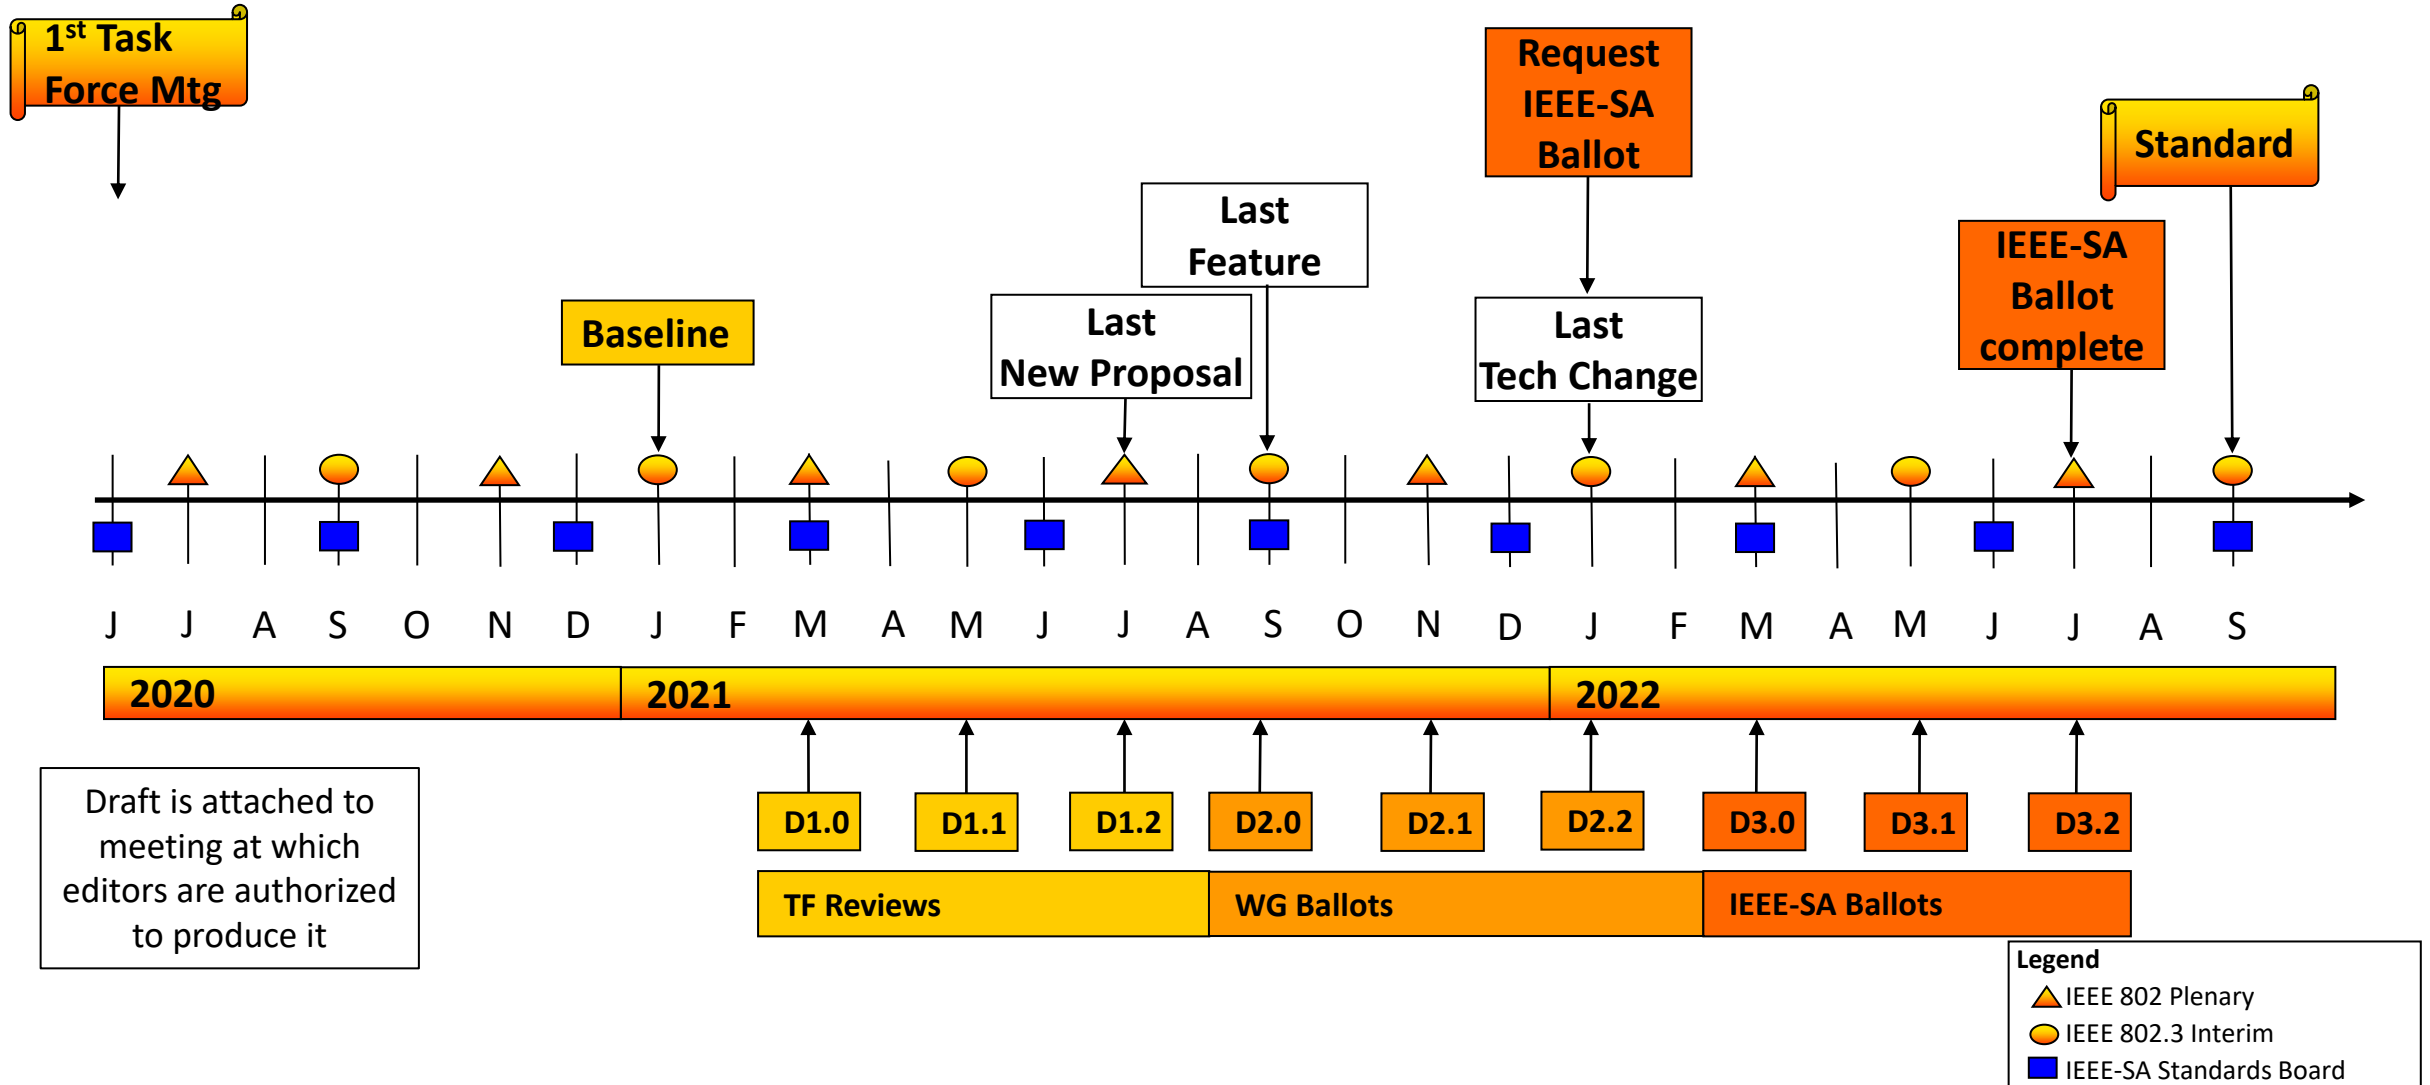 1st Task
Force Mtg
Request
IEEE-SA
Ballot
Standard
Last
Feature
IEEE-SA
Ballot
complete
Baseline
Last
New Proposal
Last
Tech Change
J J A S O N D J F M A M J J A S O N D J F M A M J J A S
2020 2021 2022
D1.0 D1.1 D1.2 D2.0 D2.1 D2.2 D3.0 D3.1 D3.2
Draft is attached to
meeting at which
editors are authorized
to produce it
TF Reviews WG Ballots IEEE-SA Ballots
Legend
IEEE 802 Plenary
IEEE 802.3 Interim
IEEE-SA Standards Board